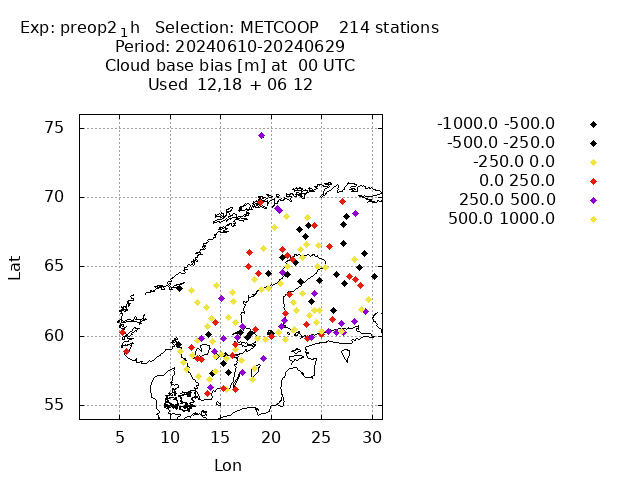 Exp: preop2₁h Selection: METCOOP 214 stations
Period: 20240610-20240629
Cloud base bias [m] at 00 UTC
Used 12,18 + 06 12
-1000.0 -500.0
-500.0 -250.0
-250.0 0.0
0.0 250.0
250.0 500.0
500.0 1000.0
75
70
65
60
55
Lat
5 10 15 20 25 30
Lon